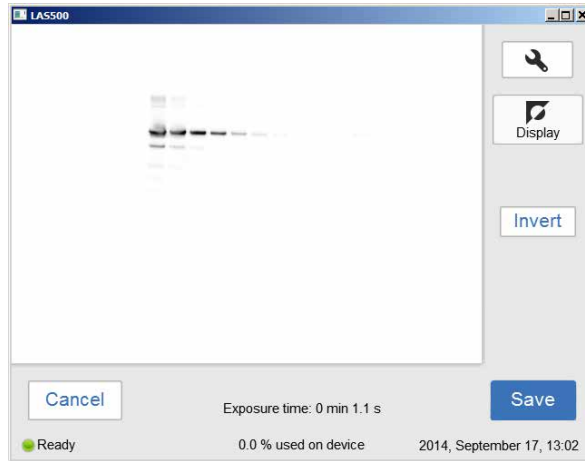 LAS500
Display
Invert
Cancel
Exposure time: 0 min 1.1 s
Save
Ready
0.0 % used on device
2014, September 17, 13:02